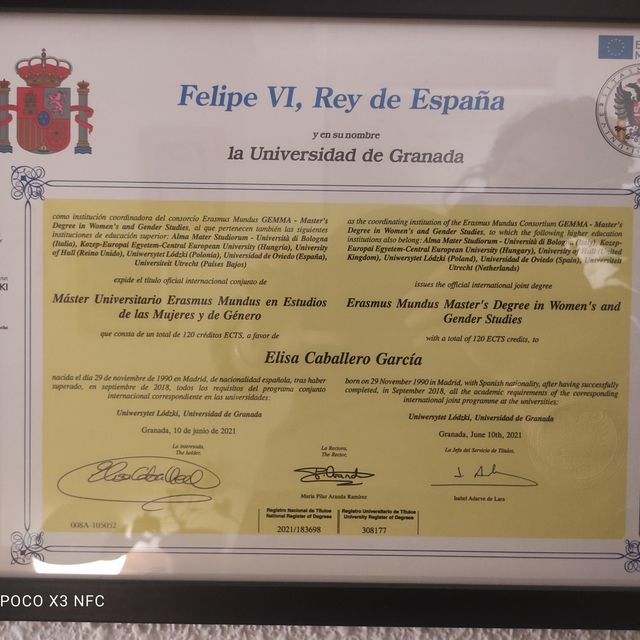 Felipe VI, Rey de España
y en su nombre
la Universidad de Granada
como institución coordinadora del consorcio Erasmus Mundus GEMMA - Master's
Degree in Women's and Gender Studies, al que pertenecen también las siguientes
instituciones de educación superior: Alma Mater Studiorum - Università di Bologna
(Italia), Kozep-Europai Egyetem-Central European University (Hungría), University
of Hull (Reino Unido), Uniwersytet Lódzki (Polonia), Universidad de Oviedo (España),
Universiteit Utrecht (Países Bajos)
expide el título oficial internacional conjunto de
Máster Universitario Erasmus Mundus en Estudios
de las Mujeres y de Género
que consta de un total de 120 créditos ECTS, a favor de
as the coordinating institution of the Erasmus Mundus Consortium GEMMA - Master's
Degree in Women's and Gender Studies, to which the following higher education
institutions also belong: Alma Mater Studiorum - Università di Bologna (Italy), Kozep-
Europai Egyetem-Central European University (Hungary), University of Hull (United
Kingdom), Uniwersytet Lódzki (Poland), Universidad de Oviedo (Spain), Universiteit
Utrecht (Netherlands)
issues the official international joint degree
Erasmus Mundus Master's Degree in Women's and
Gender Studies
with a total of 120 ECTS credits, to
Elisa Caballero García
nacida el día 29 de noviembre de 1990 en Madrid, de nacionalidad española, tras haber
superado, en septiembre de 2018, todos los requisitos del programa conjunto
internacional correspondiente en las universidades:
Uniwersytet Lódzki, Universidad de Granada
Granada, 10 de junio de 2021
born on 29 November 1990 in Madrid, with Spanish nationality, after having successfully
completed, in September 2018, all the academic requirements of the corresponding
international joint programme at the universities:
Uniwersytet Lódzki, Universidad de Granada
Granada, June 10th, 2021
La interesada,
The holder,
La Rectora,
The Rector,
La Jefa del Servicio de Títulos,
María Pilar Aranda Ramírez
Isabel Adarve de Lara
008A-105052
Registro Nacional de Títulos
National Register of Degrees
2021/183698
Registro Universitario de Títulos
University Register of Degrees
308177
POCO X3 NFC